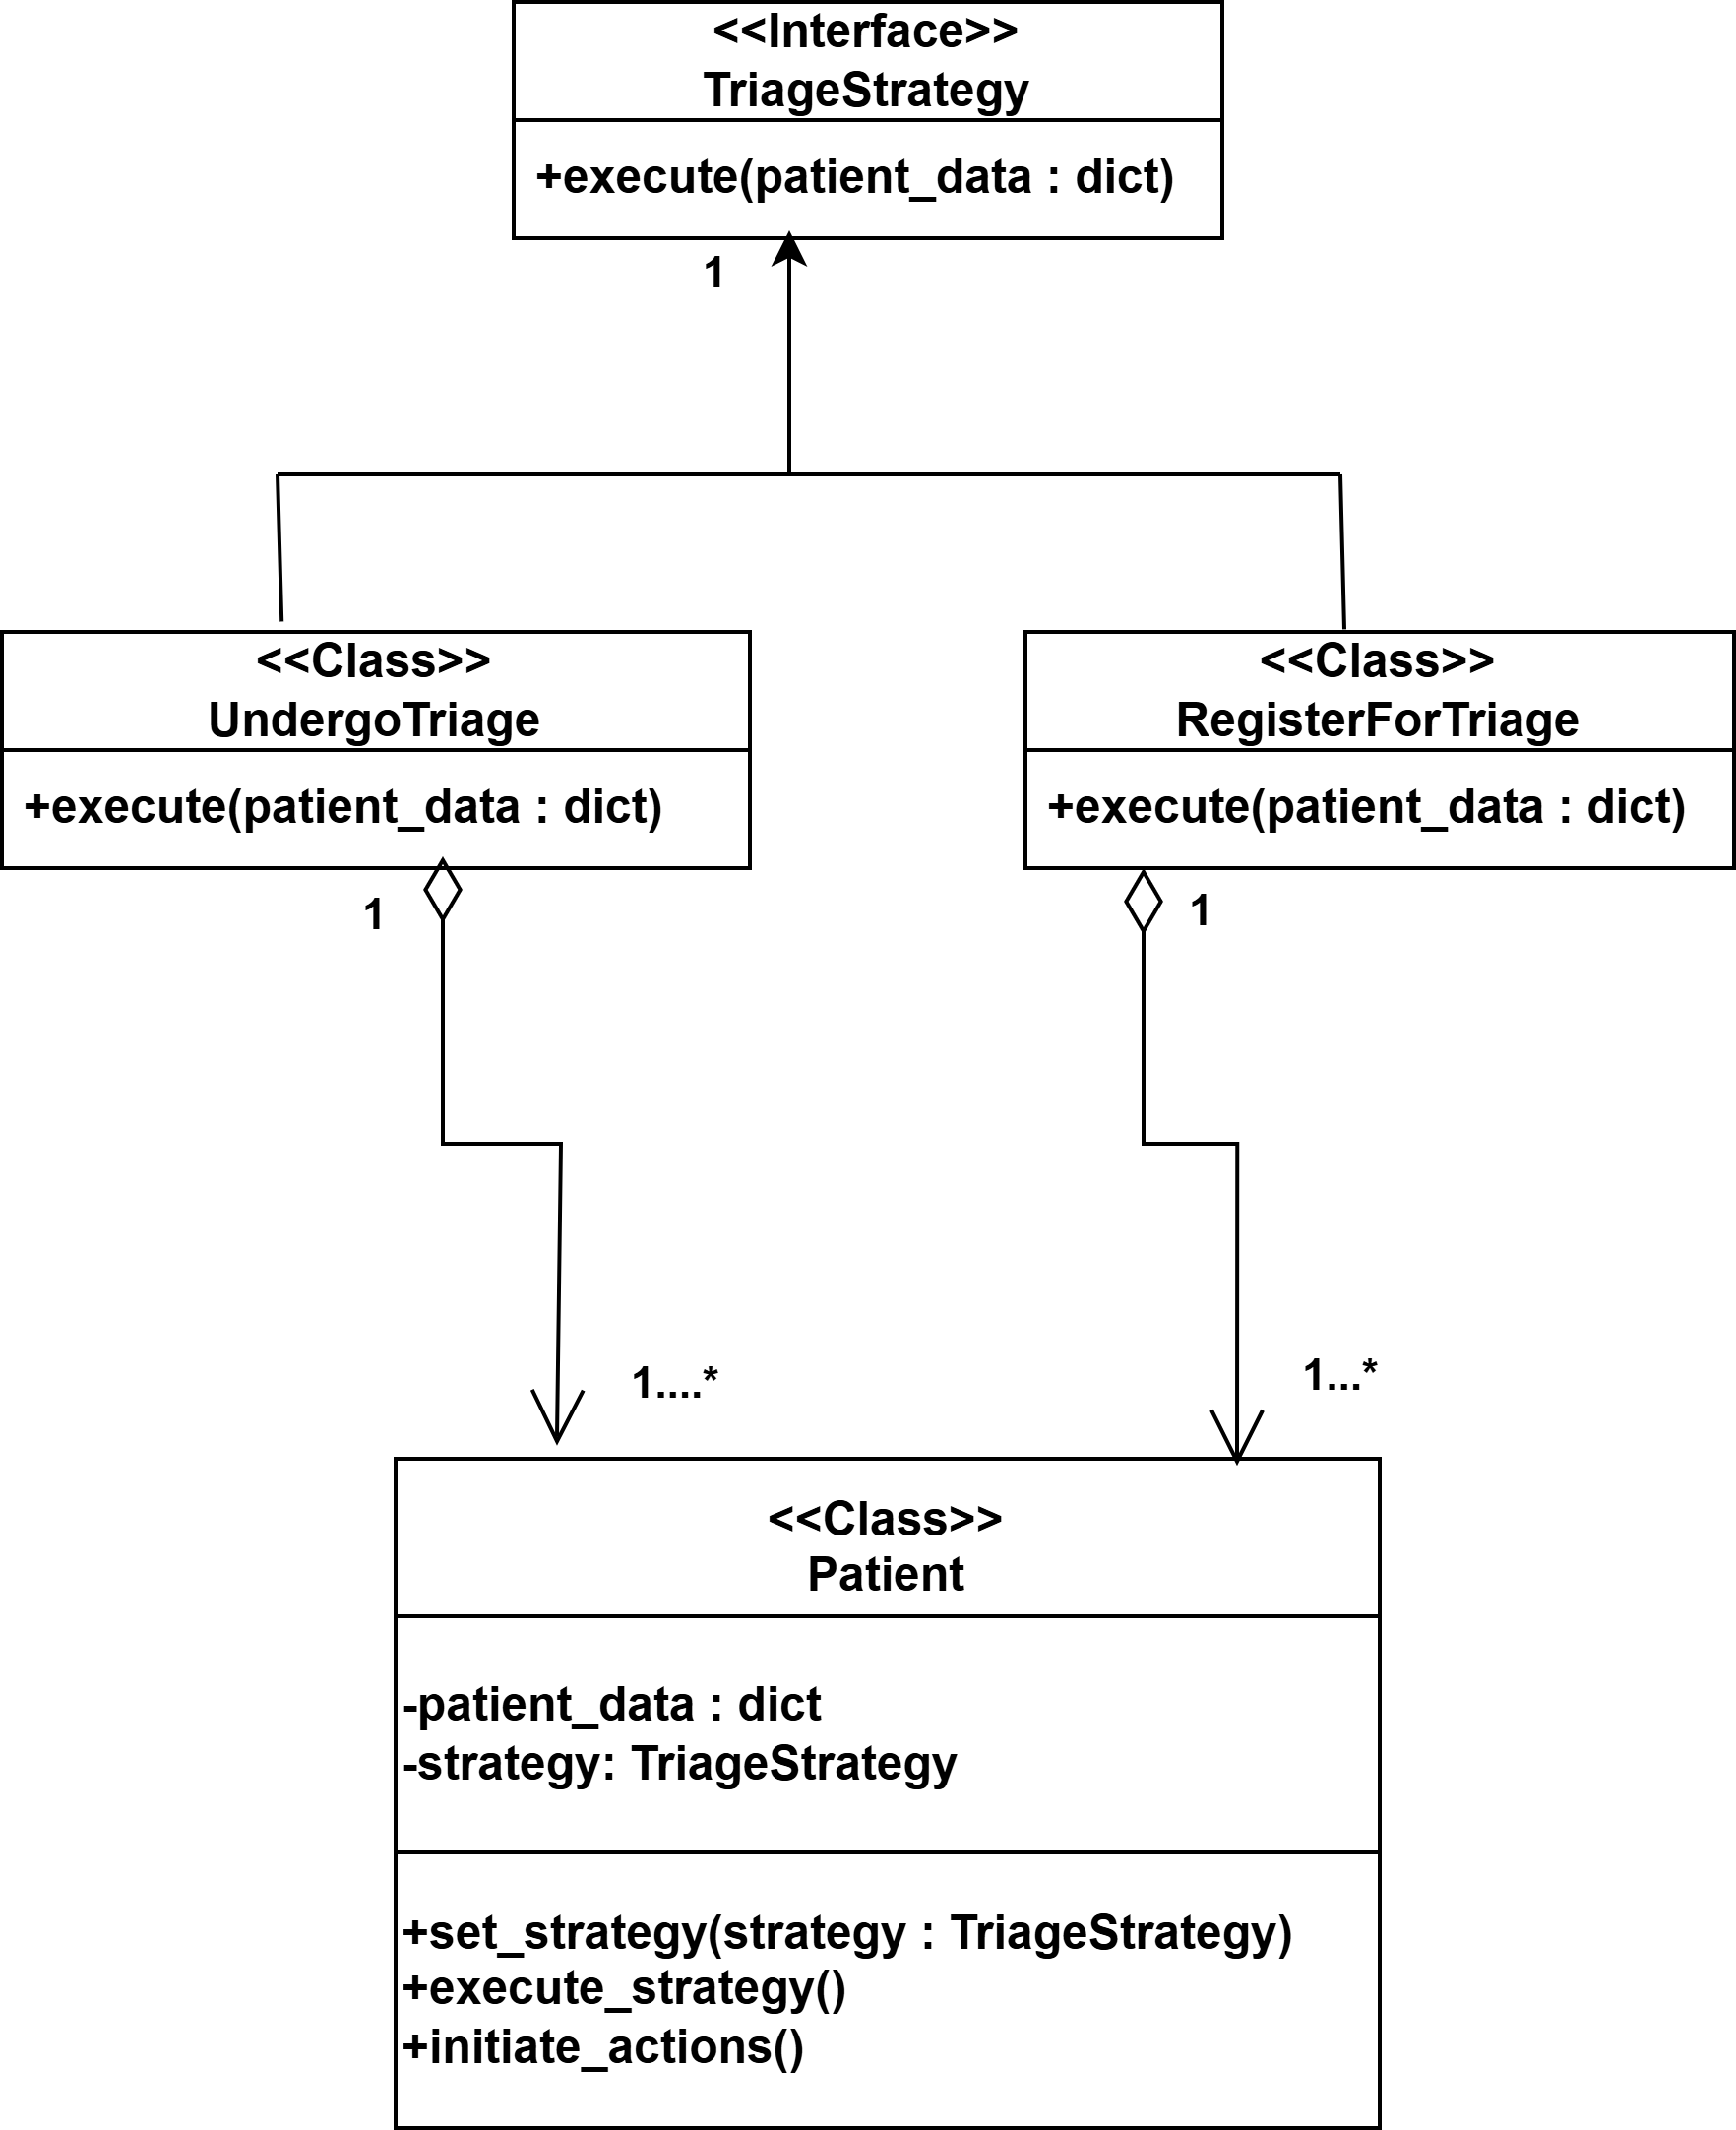 <<Interface>>
TriageStrategy
+execute(patient_data : dict)
1
<<Class>>
UndergoTriage
+execute(patient_data : dict)
1
<<Class>>
RegisterForTriage
+execute(patient_data : dict)
1
1....*
1...*
<<Class>>
Patient
-patient_data : dict
-strategy: TriageStrategy
+set_strategy(strategy : TriageStrategy)
+execute_strategy()
+initiate_actions()